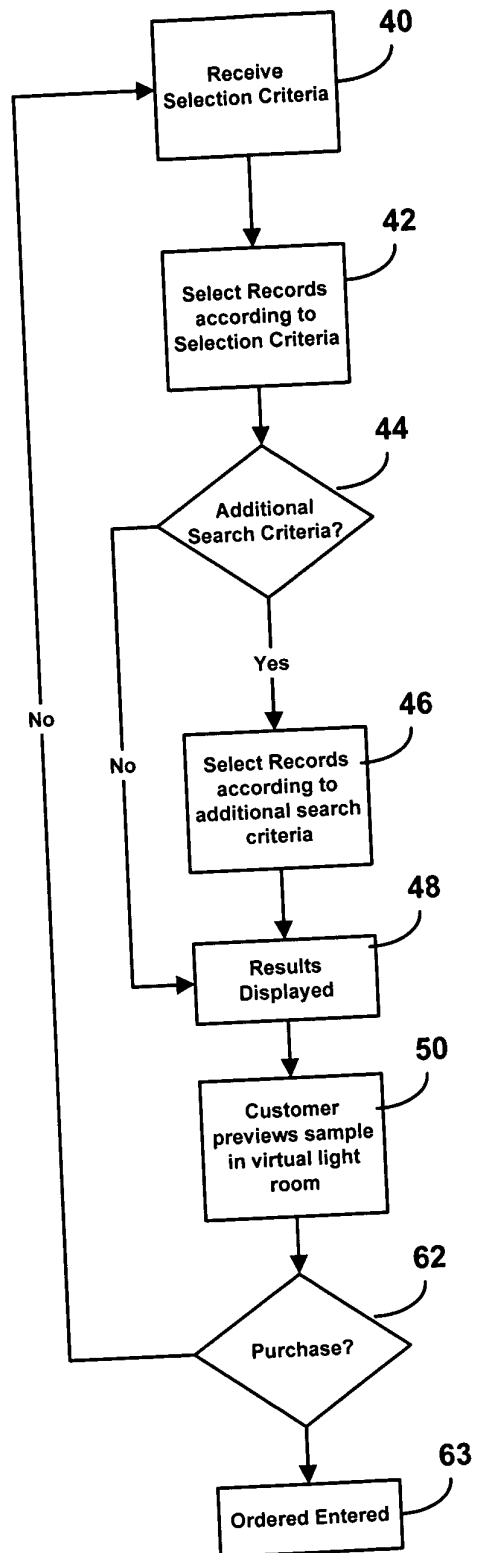 40
Receive
Selection Criteria
42
Select Records
according to
Selection Criteria
44
Additional
Search Criteria?
Yes
No
No
46
Select Records
according to
additional search
criteria
48
Results
Displayed
50
Customer
previews sample
in virtual light
room
62
Purchase?
63
Ordered Entered